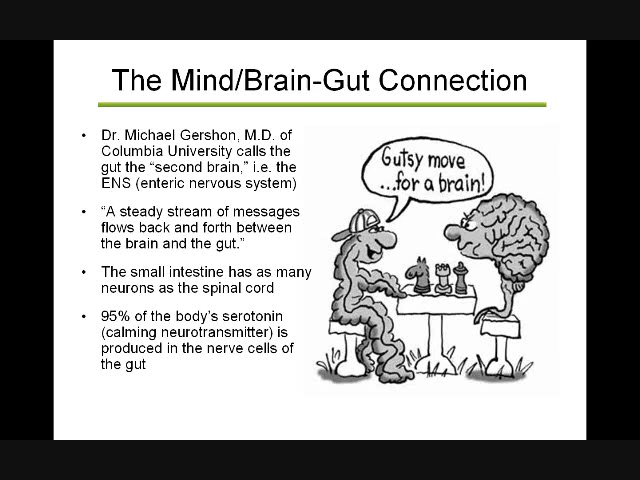 The Mind/Brain-Gut Connection
• Dr. Michael Gershon, M.D. of
Columbia University calls the
gut the “second brain,” i.e. the
ENS (enteric nervous system)
• “A steady stream of messages
flows back and forth between
the brain and the gut.”
• The small intestine has as many
neurons as the spinal cord
• 95% of the body’s serotonin
(calming neurotransmitter) is
produced in the nerve cells of
the gut
Gutsy move
...for a brain!